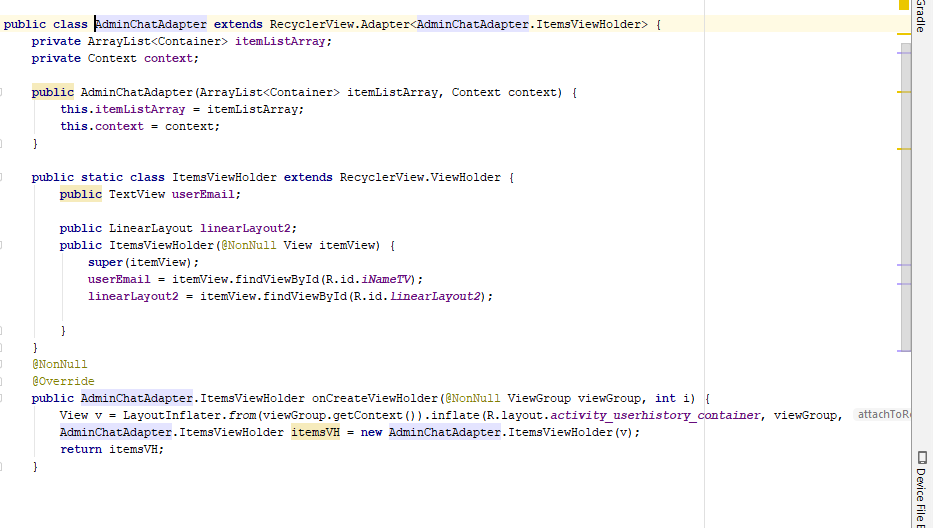 public class AdminChatAdapter extends RecyclerView.Adapter<AdminChatAdapter.ItemsViewHolder> {
private ArrayList<Container> itemListArray;
private Context context;
public AdminChatAdapter(ArrayList<Container> itemListArray, Context context) {
this.itemListArray = itemListArray;
this.context = context;
}
public static class ItemsViewHolder extends RecyclerView.ViewHolder {
public TextView userEmail;
public LinearLayout linearLayout2;
public ItemsViewHolder(@NonNull View itemView) {
super(itemView);
userEmail = itemView.findViewById(R.id.iNameTV);
linearLayout2 = itemView.findViewById(R.id.linearLayout2);
}
}
@NonNull
@Override
public AdminChatAdapter.ItemsViewHolder onCreateViewHolder(@NonNull ViewGroup viewGroup, int i) {
View v = LayoutInflater.from(viewGroup.getContext()).inflate(R.layout.activity_userhistory_container, viewGroup, attachToR
AdminChatAdapter.ItemsViewHolder itemsVH = new AdminChatAdapter.ItemsViewHolder(v);
return itemsVH;
}
Gradle
Device File